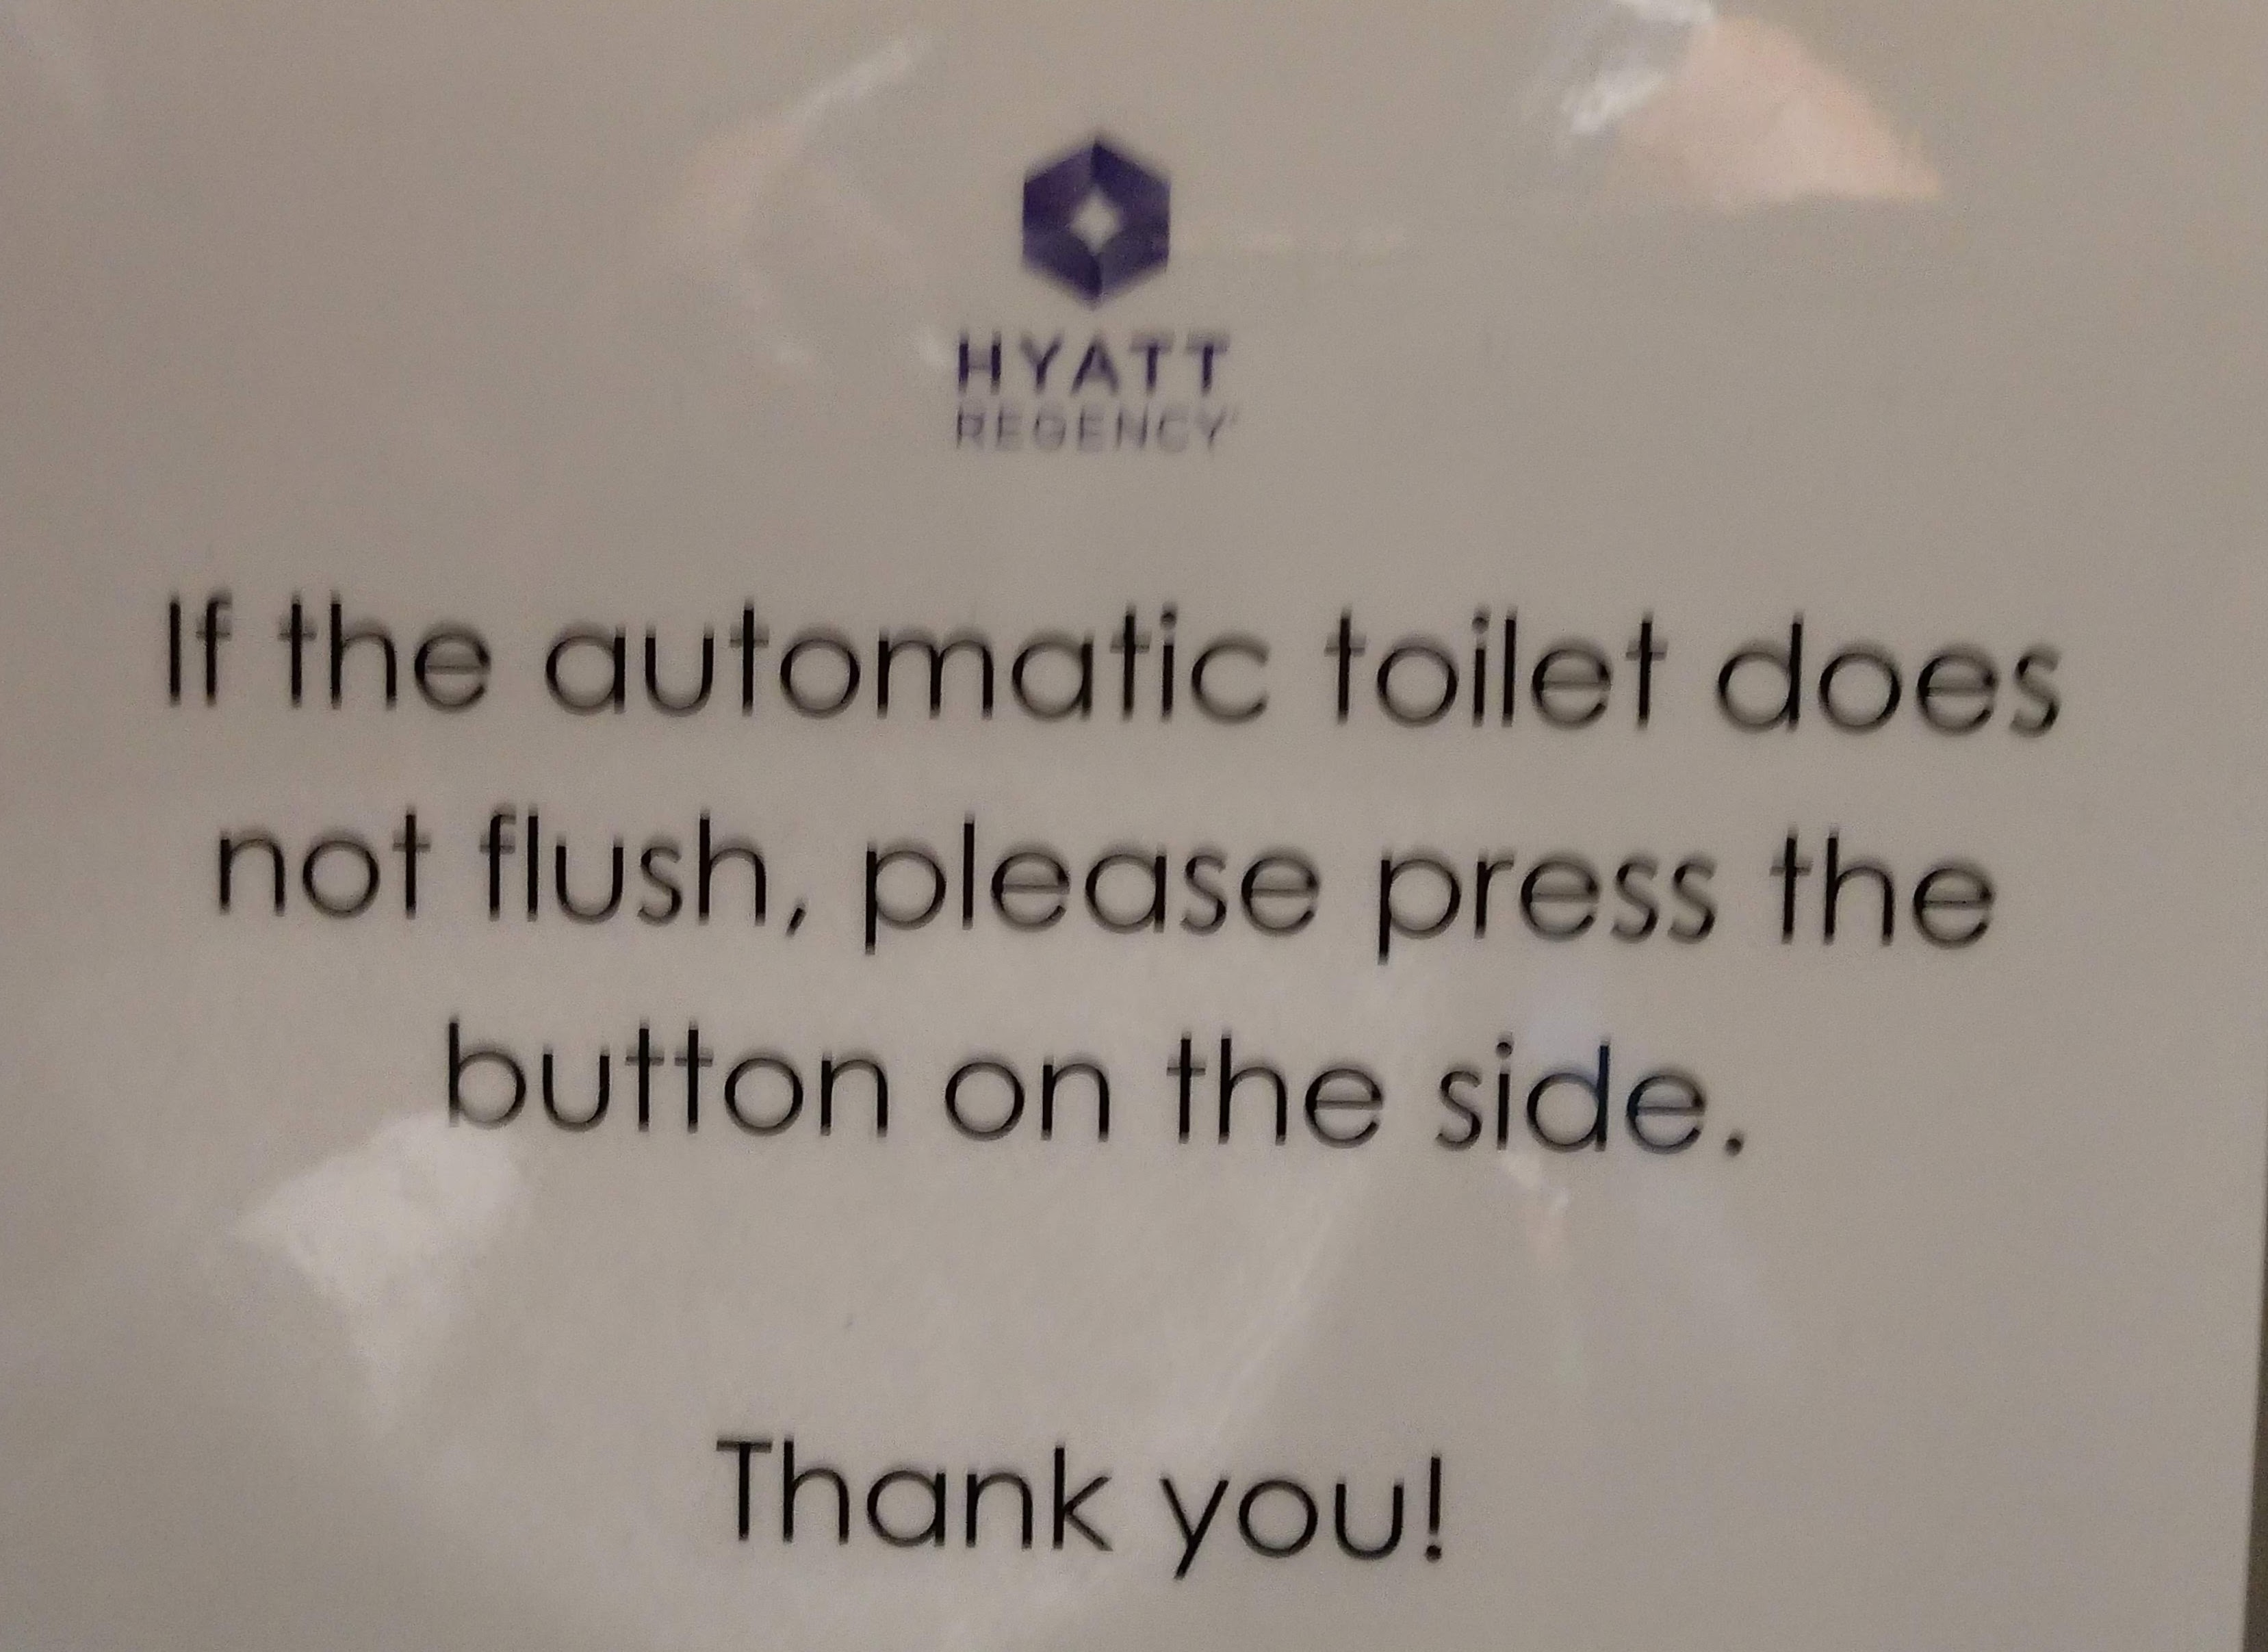 HYATT
REGENCY
If the automatic toilet does
not flush, please press the
button on the side.
Thank you!